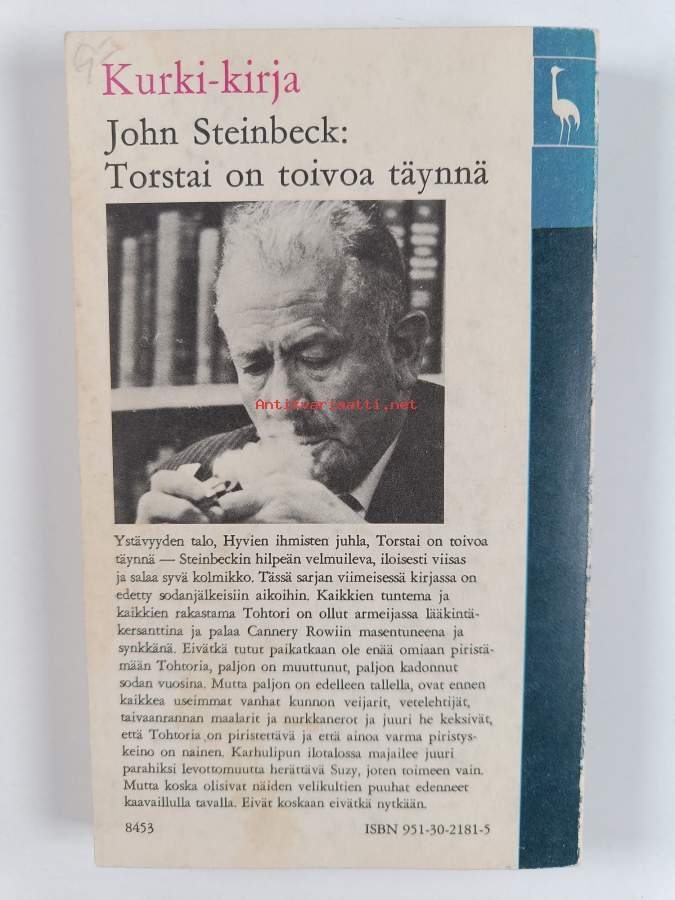 Kurki-kirja
John Steinbeck:
Torstai on toivoa täynnä
Antikvariaatti.net
Ystävyyden talo, Hyvien ihmisten juhla, Torstai on toivoa
täynnä — Steinbeckin hilpeän velmuileva, iloisesti viisas
ja salaa syvä kolmikko. Tässä sarjan viimeisessä kirjassa on
edetty sodanjälkeisiin aikoihin. Kaikkien tuntema ja
kaikkien rakastama Tohtori on ollut armeijassa lääkintä-
kersanttina ja palaa Cannery Rowiin masentuneena ja
synkkänä. Eivätkä tutut paikatkaan ole enää omiaan piristä-
mään Tohtoria, paljon on muuttunut, paljon kadonnut
sodan vuosina. Mutta paljon on edelleen tallella, ovat ennen
kaikkea useimmat vanhat kunnon veijarit, vetelehtijät,
taivaanrannan maalarit ja nurkkanerot ja juuri he keksivät,
että Tohtoria on piristettävä ja että ainoa varma piristys-
keino on nainen. Karhulipun ilotalossa majailee juuri
parahiksi levottomuutta herättävä Suzy, joten toimeen vain.
Mutta koska olisivat näiden velikultien puuhat edenneet
kaavaillulla tavalla. Eivät koskaan eivätkä nytkään.
8453 ISBN 951-30-2181-5